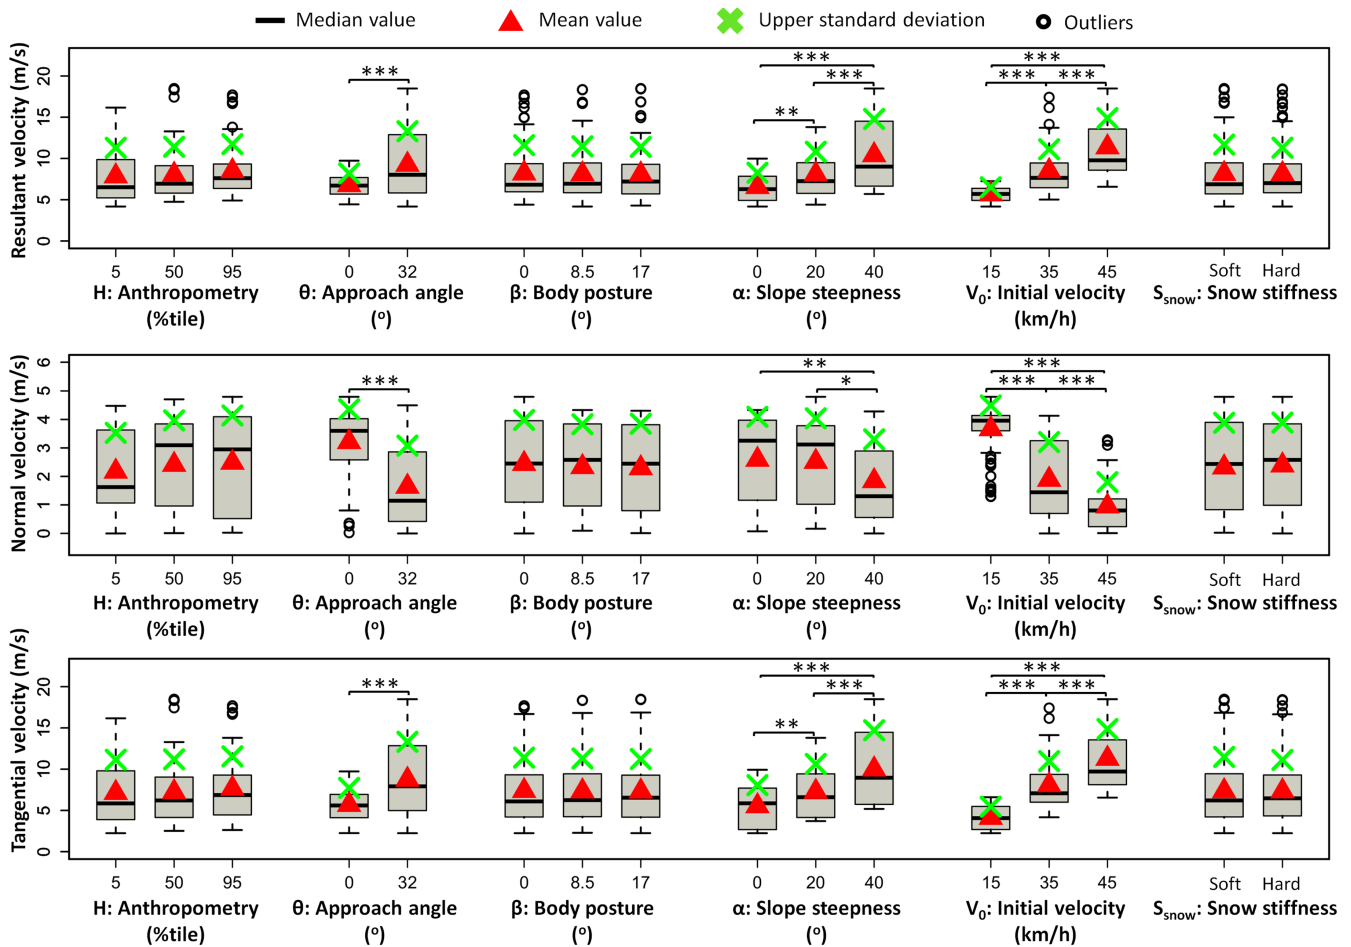 Median value Mean value Upper standard deviation Outliers
Resultant velocity (m/s)
20
15
10
5
0
*** ** *** *** *** *** ***
5 50 95 0 32 0 8.5 17 0 20 40 15 35 45 Soft Hard
H: Anthropometry θ: Approach angle β: Body posture α: Slope steepness V0: Initial velocity Ssnow: Snow stiffness
(%tile) (o) (o) (o) (km/h)
Normal velocity (m/s)
6
5
4
3
2
1
0
*** ** * *** *** ***
5 50 95 0 32 0 8.5 17 0 20 40 15 35 45 Soft Hard
H: Anthropometry θ: Approach angle β: Body posture α: Slope steepness V0: Initial velocity Ssnow: Snow stiffness
(%tile) (o) (o) (o) (km/h)
Tangential velocity (m/s)
20
15
10
5
0
*** ** *** *** *** *** ***
5 50 95 0 32 0 8.5 17 0 20 40 15 35 45 Soft Hard
H: Anthropometry θ: Approach angle β: Body posture α: Slope steepness V0: Initial velocity Ssnow: Snow stiffness
(%tile) (o) (o) (o) (km/h)